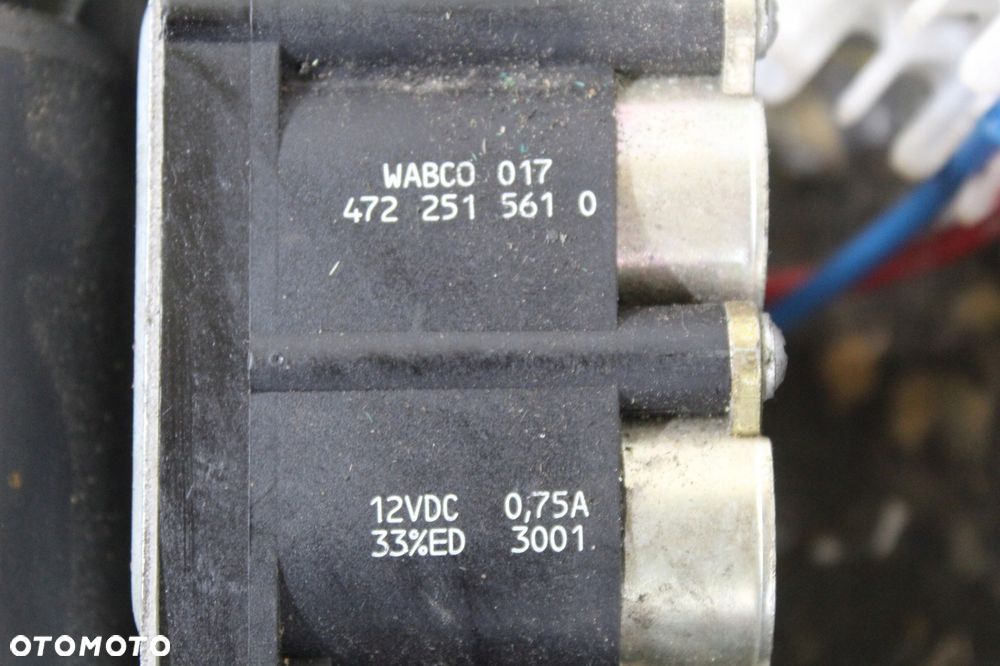 WABCO 017
472 251 561 0
12VDC 0,75A
33%ED 3001
OTOMOTO